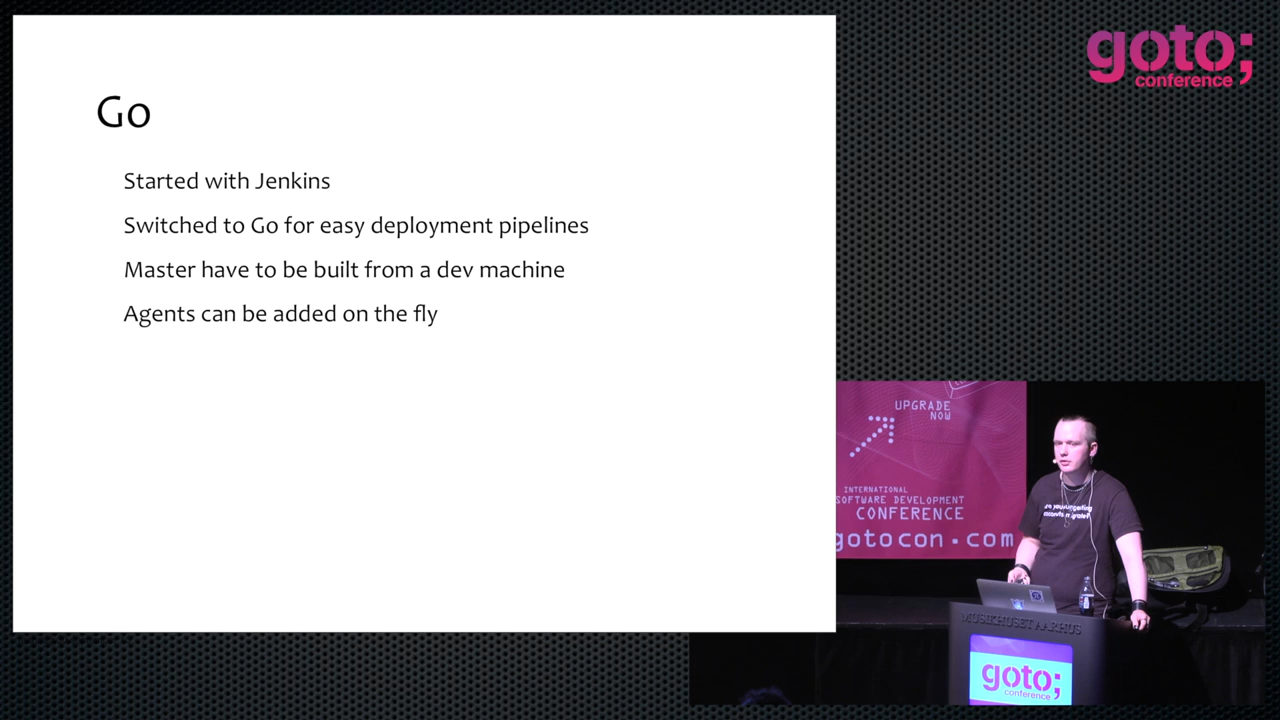 goto;
conference
Go
Started with Jenkins
Switched to Go for easy deployment pipelines
Master have to be built from a dev machine
Agents can be added on the fly
UPGRADE
NOW
INTERNATIONAL
SOFTWARE DEVELOPMENT
CONFERENCE
gotocon.com
MUSIKHUSET AARHUS
goto;
conference